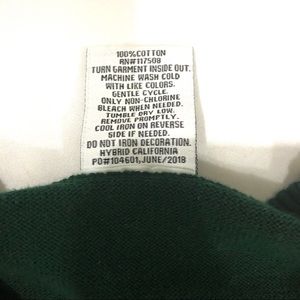 100%COTTON
RN#117508
TURN GARMENT INSIDE OUT.
MACHINE WASH COLD
WITH LIKE COLORS.
GENTLE CYCLE.
ONLY NON-CHLORINE
BLEACH WHEN NEEDED.
TUMBLE DRY LOW.
REMOVE PROMPTLY.
COOL IRON ON REVERSE
SIDE IF NEEDED.
DO NOT IRON DECORATION.
HYBRID CALIFORNIA
PO#104601,JUNE/2018